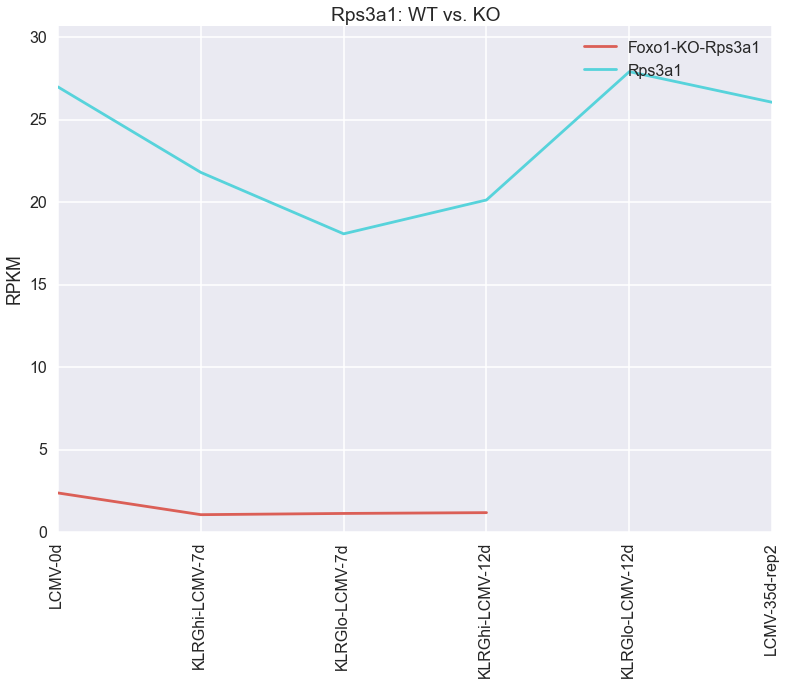 Rps3a1: WT vs. KO
Foxo1-KO-Rps3a1
Rps3a1
RPKM
30
25
20
15
10
5
0
LCMV-0d
KLRGhi-LCMV-7d
KLRGlo-LCMV-7d
KLRGhi-LCMV-12d
KLRGlo-LCMV-12d
LCMV-35d-rep2